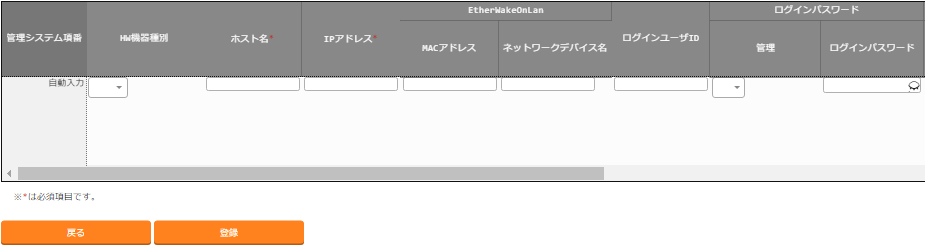 EtherWakeOnLan
ログインパスワード
管理システム項番
HW機器種別
ホスト名*
IPアドレス*
MACアドレス
ネットワークデバイス名
ログインユーザID
管理
ログインパスワード
自動入力
※*は必須項目です。
戻る
登録